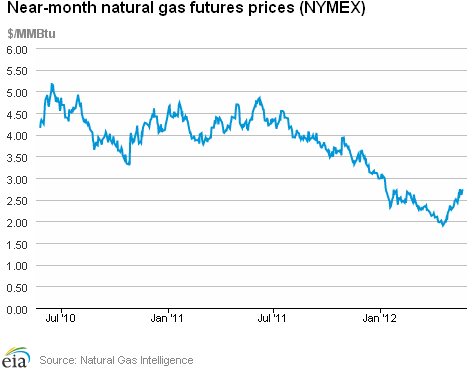 Near-month natural gas futures prices (NYMEX)
$/MMBtu
6.00
5.50
5.00
4.50
4.00
3.50
3.00
2.50
2.00
1.50
1.00
0.50
0.00
Jul '10
Jan '11
Jul '11
Jan '12
eia
Source: Natural Gas Intelligence